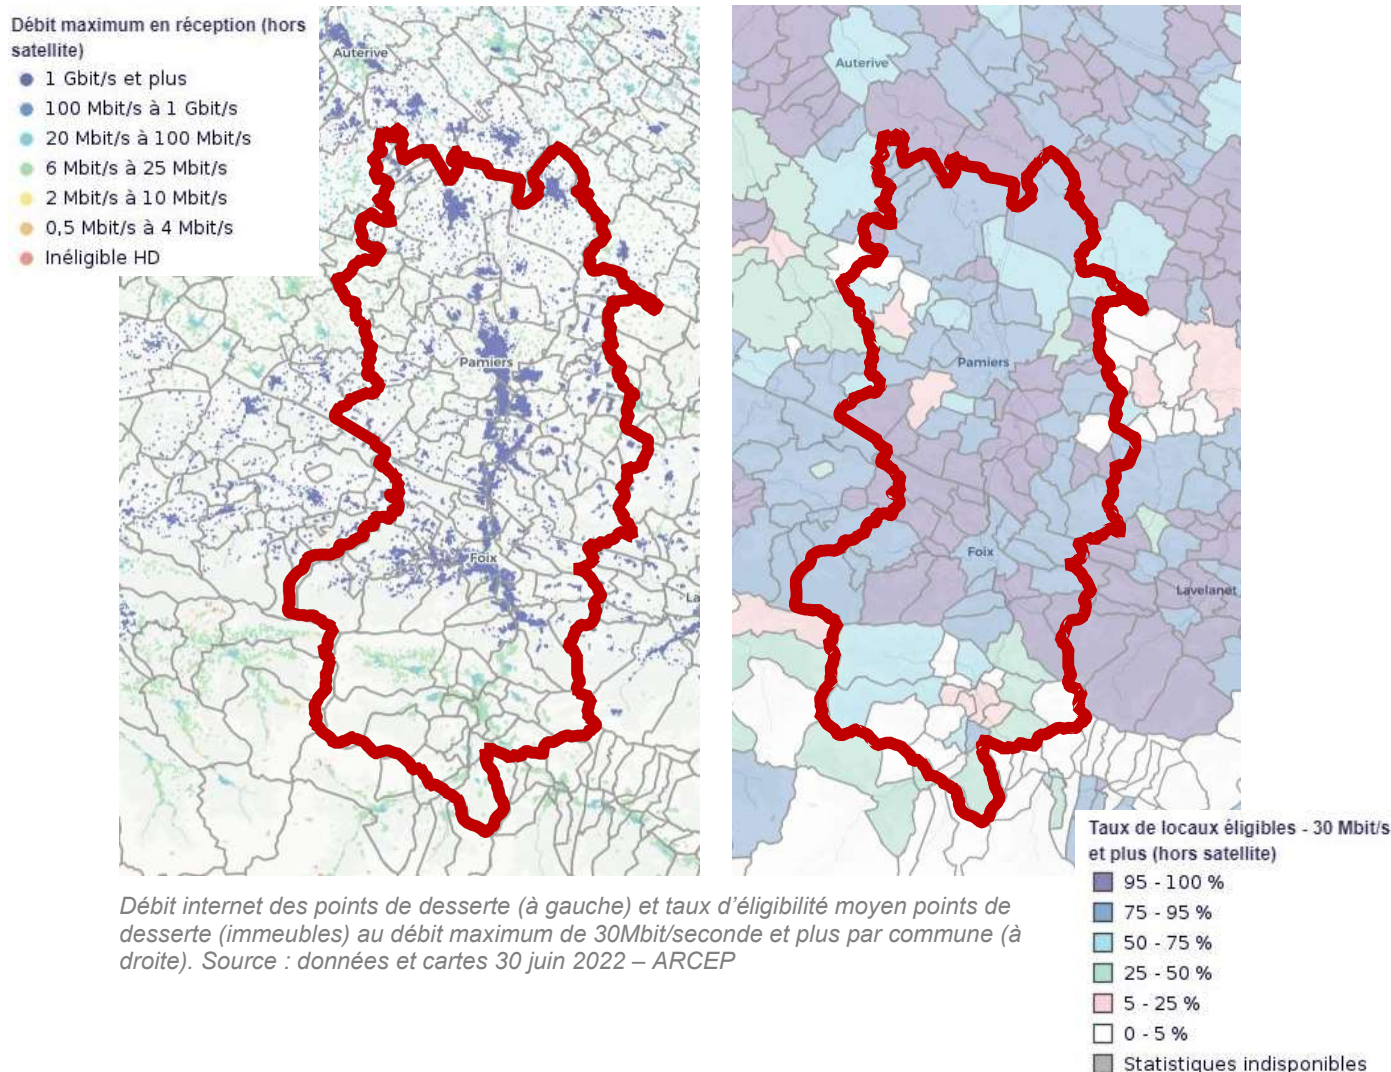 Débit maximum en réception (hors
satellite)
1 Gbit/s et plus
100 Mbit/s à 1 Gbit/s
20 Mbit/s à 100 Mbit/s
6 Mbit/s à 25 Mbit/s
2 Mbit/s à 10 Mbit/s
0,5 Mbit/s à 4 Mbit/s
Inéligible HD
Auterive
Pamiers
Foix
La
Auterive
Pamiers
Foix
Lavelanet
Taux de locaux éligibles - 30 Mbit/s
et plus (hors satellite)
95 - 100 %
75 - 95 %
50 - 75 %
25 - 50 %
5 - 25 %
0 - 5 %
Statistiques indisponibles
Débit internet des points de desserte (à gauche) et taux d’éligibilité moyen points de
desserte (immeubles) au débit maximum de 30Mbit/seconde et plus par commune (à
droite). Source : données et cartes 30 juin 2022 – ARCEP